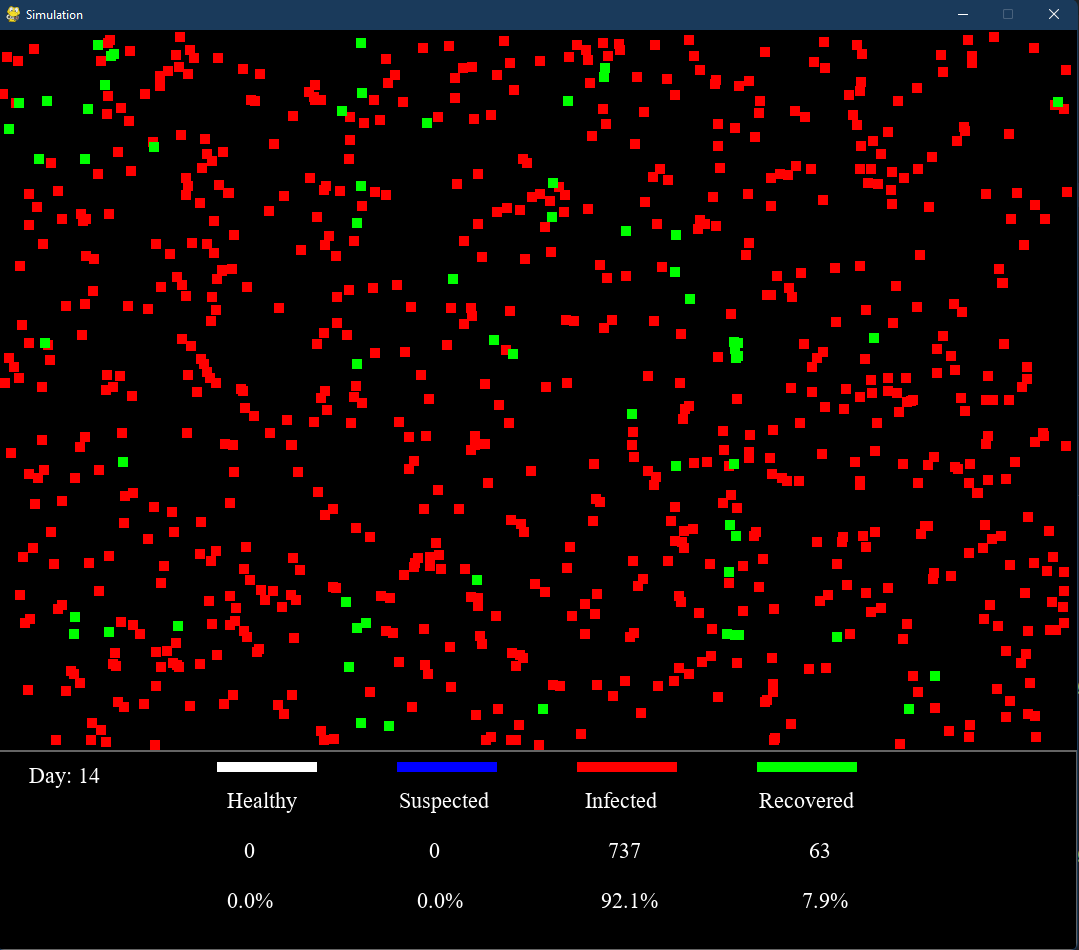 Simulation
Day: 14
Healthy Suspected Infected Recovered
0 0 737 63
0.0% 0.0% 92.1% 7.9%